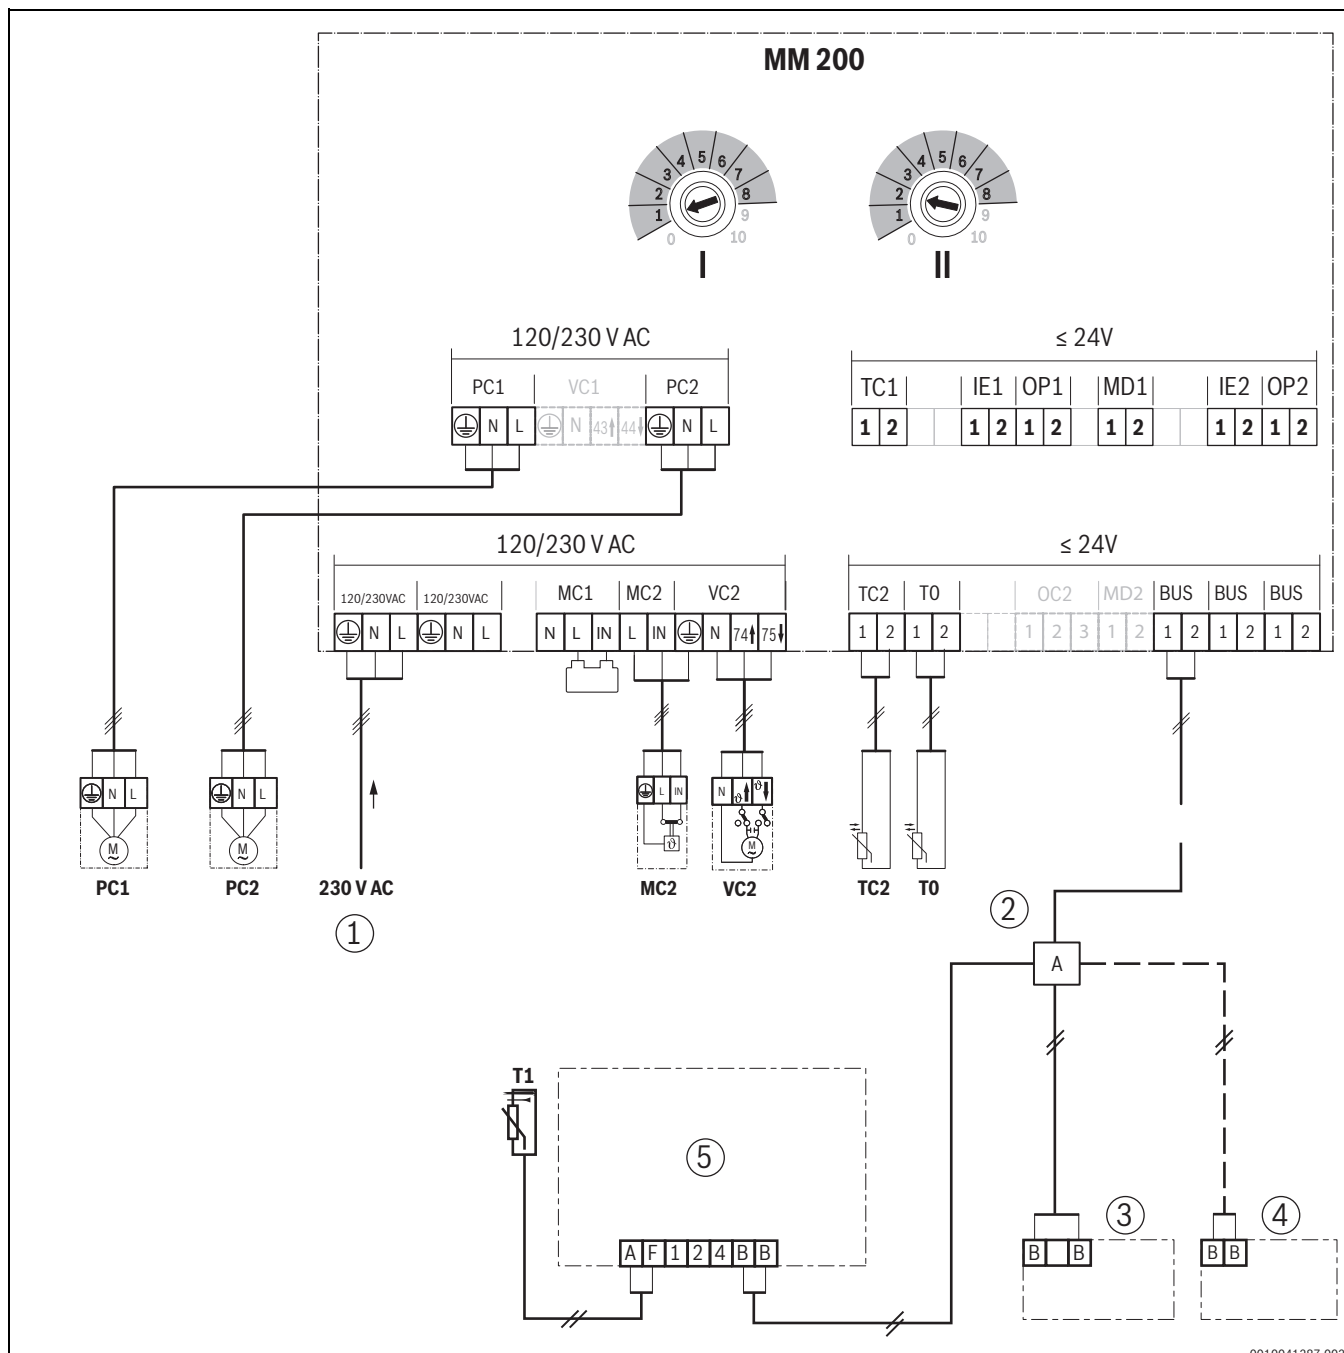 MM 200
5 5
4 6 4 6
3 7 3 7
2 8 2 8
1 9 1 9
0 10 0 10
I II
120/230 V AC ≤ 24V
PC1 VC1 PC2 TC1 IE1 OP1 MD1 IE2 OP2
N L N 43 44 N L 1 2 1 2 1 2 1 2 1 2 1 2
120/230 V AC ≤ 24V
120/230VAC 120/230VAC MC1 MC2 VC2 TC2 T0 OC2 MD2 BUS BUS BUS
N L N L N L IN L IN N 74 75 1 2 1 2 1 2 3 1 2 1 2 1 2 1 2
N L N L L IN N ϑ ϑ
M M ϑ M
~ ~ ~
PC1 PC2 230 V AC MC2 VC2 TC2 T0
1 2
A
T1
5
3 4
A F 1 2 4 B B B B B B